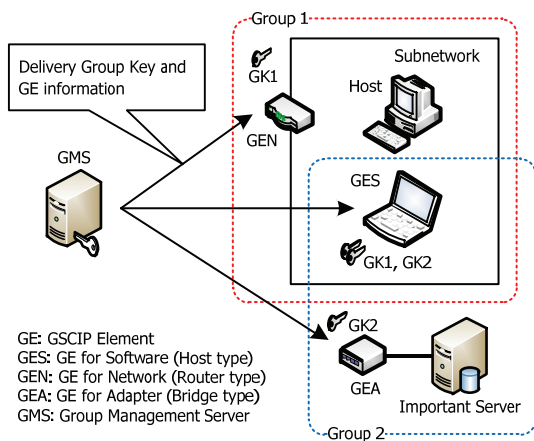 Group 1
Delivery Group Key and
GE information
GK1
Subnetwork
Host
GEN
GMS
GES
GK1, GK2
GK2
GE: GSCIP Element
GES: GE for Software (Host type)
GEN: GE for Network (Router type)
GEA: GE for Adapter (Bridge type)
GMS: Group Management Server
GEA
Important Server
Group 2